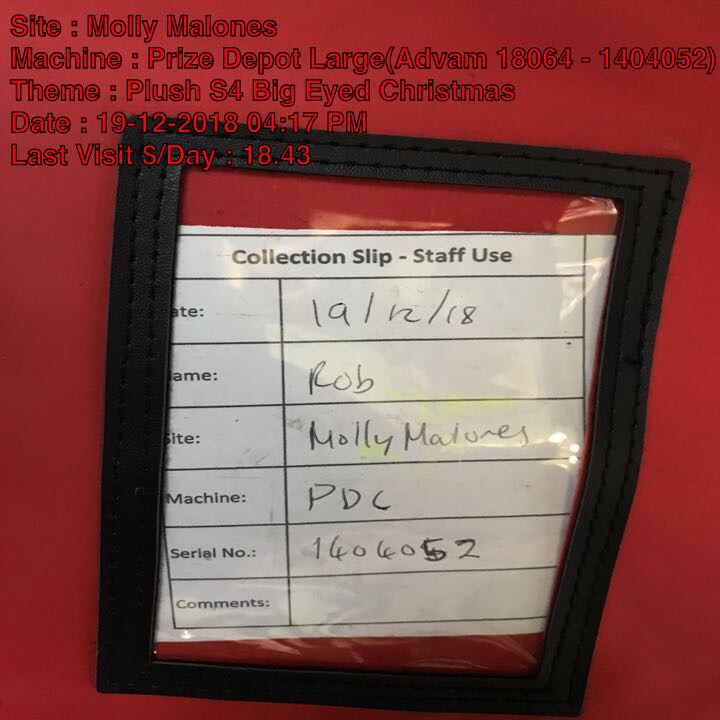 Site : Molly Malones
Machine : Prize Depot Large(Advam 18064 - 1404052)
Theme : Plush S4 Big Eyed Christmas
Date : 19-12-2018 04:17 PM
Last Visit S/Day : 18.43
Collection Slip - Staff Use
ate: 19/12/18
ame: Rob
ite: Molly Malones
Machine: PDL
Serial No.: 1404052
Comments: